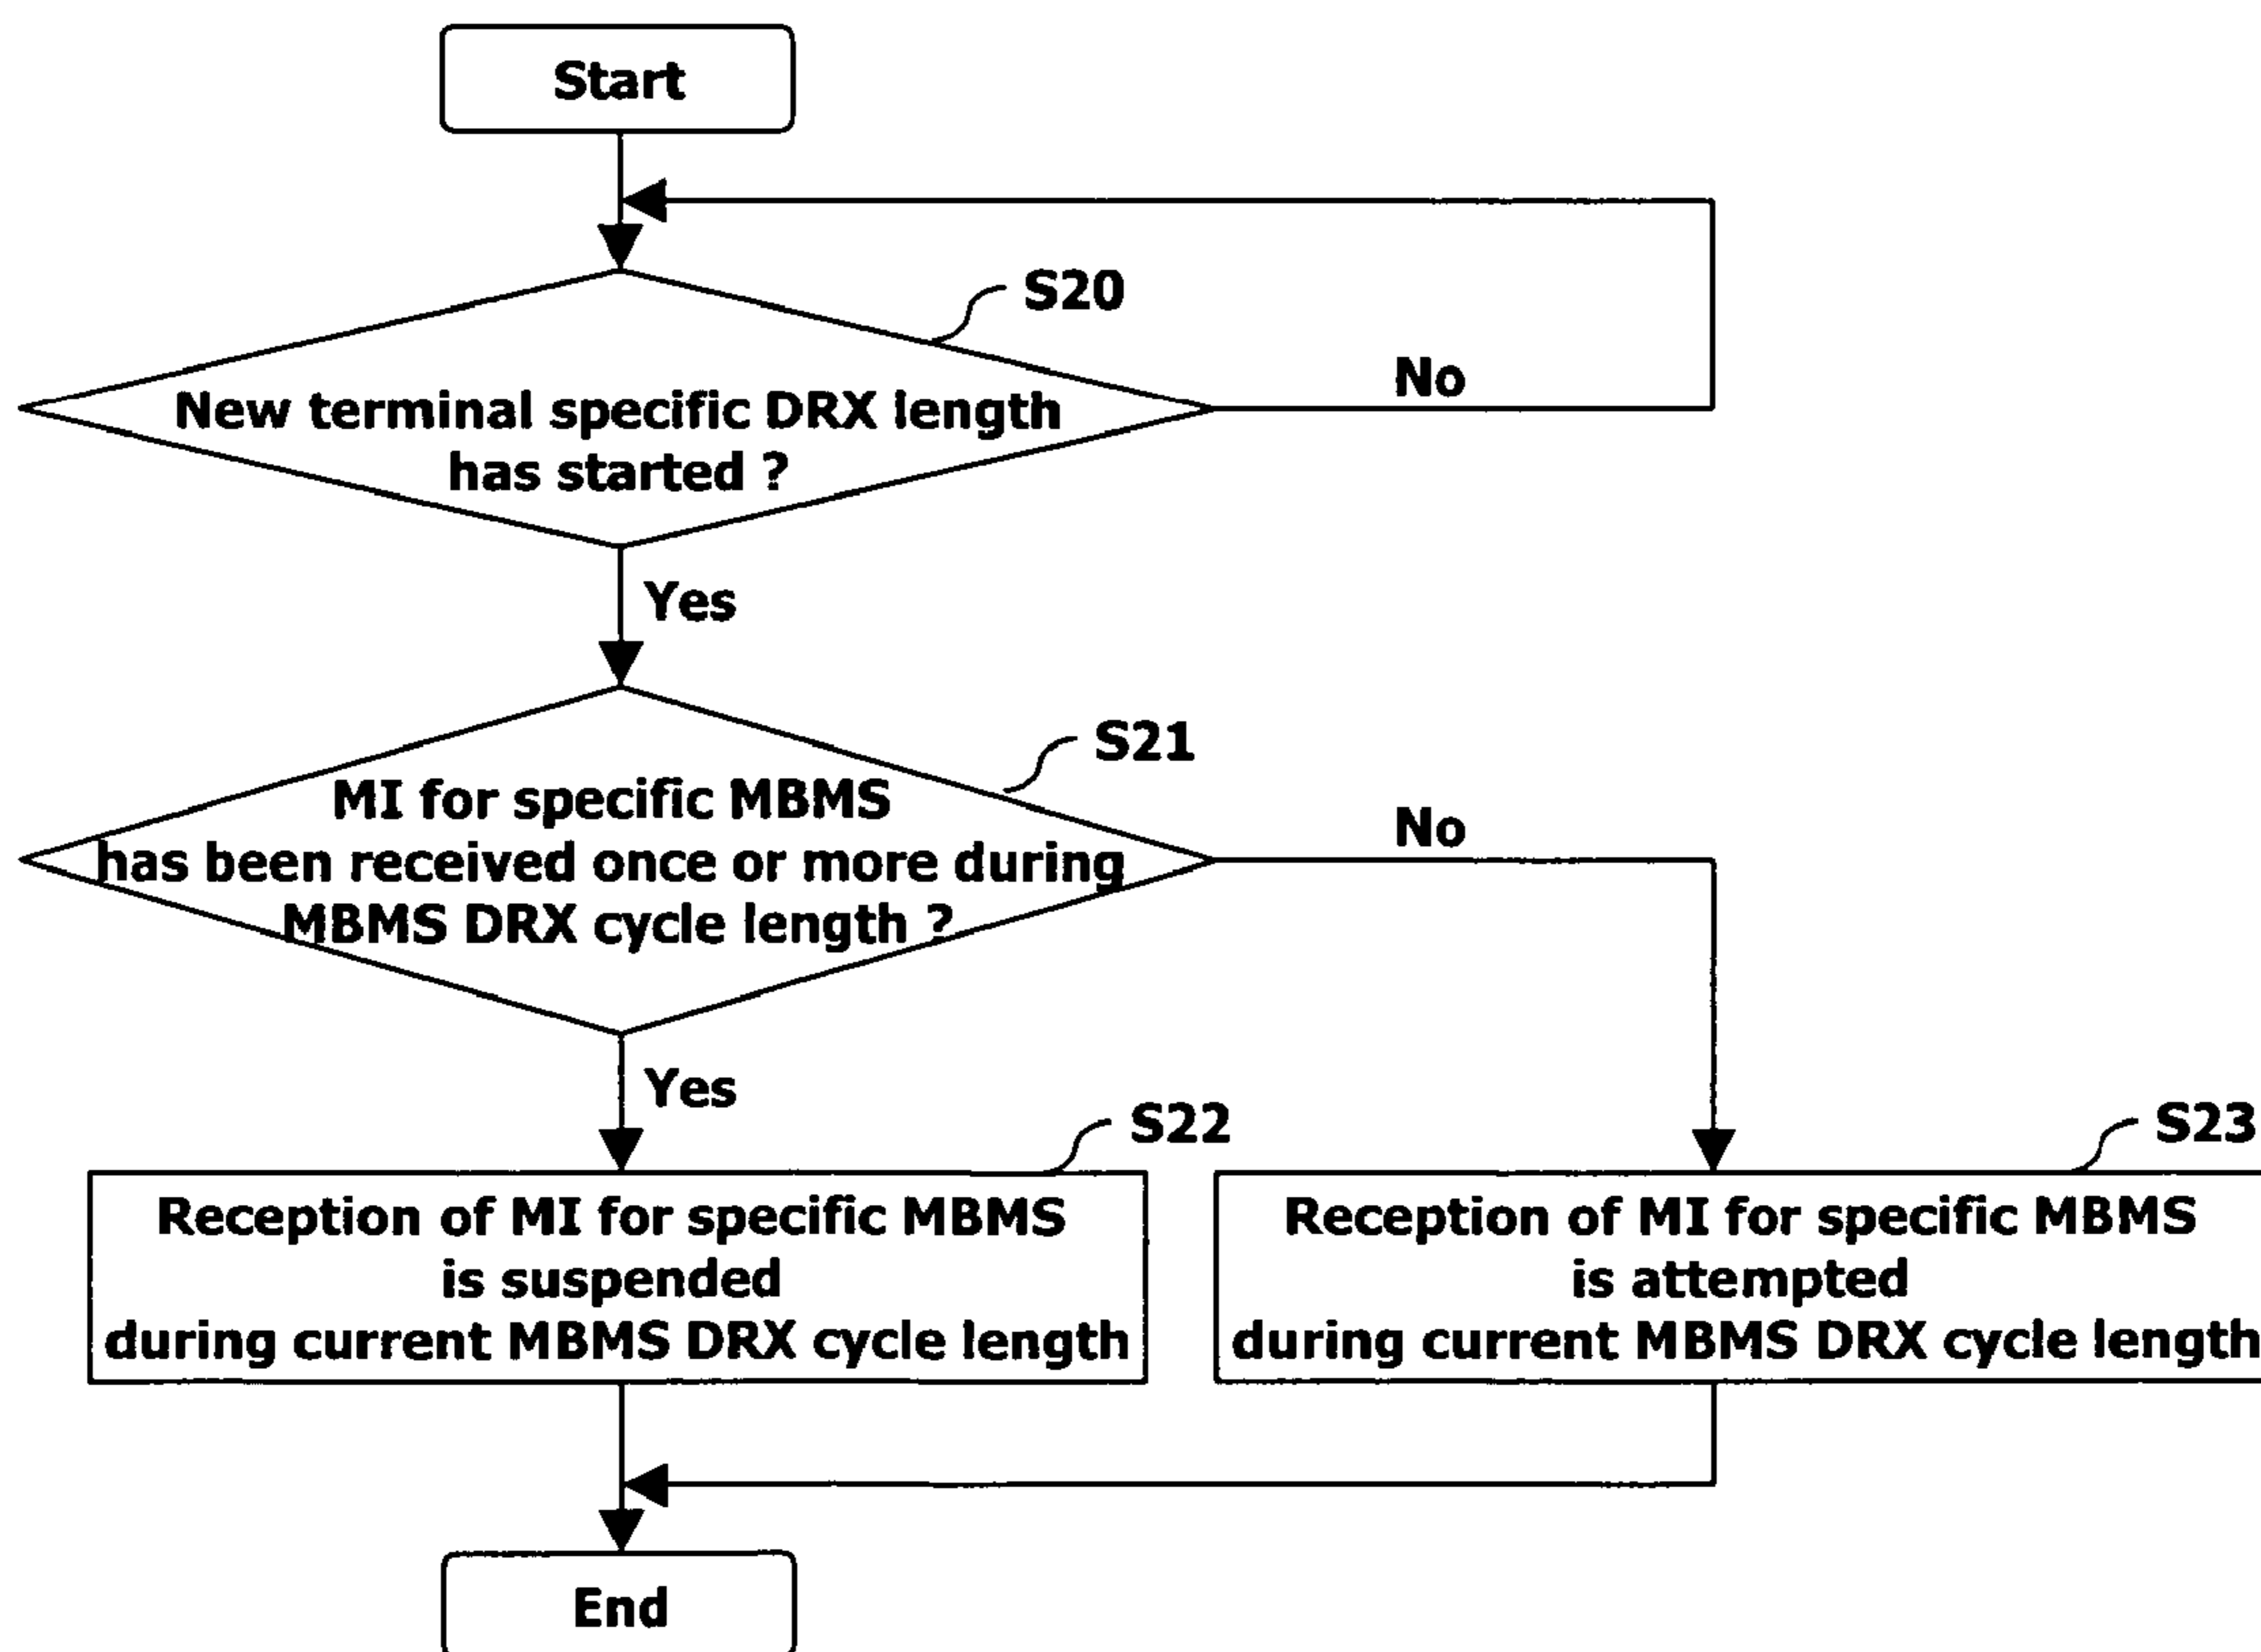 Start
S20
No
New terminal specific DRX length
has started ?
Yes
S21
MI for specific MBMS
has been received once or more during
MBMS DRX cycle length ?
No
Yes
S22
Reception of MI for specific MBMS
is suspended
during current MBMS DRX cycle length
S23
Reception of MI for specific MBMS
is attempted
during current MBMS DRX cycle length
End